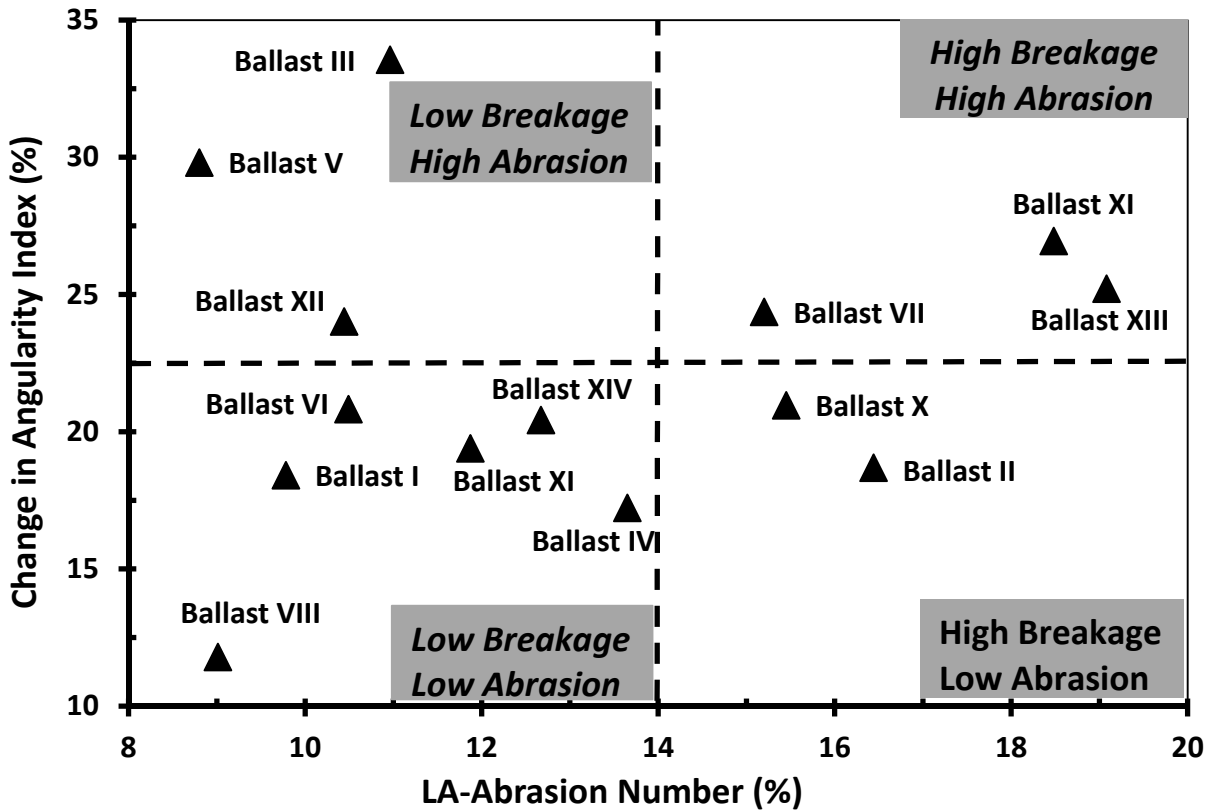 Change in Angularity Index (%)
35
30
25
20
15
10
Ballast III
Low Breakage
High Abrasion
High Breakage
High Abrasion
Ballast V
Ballast XI
Ballast XII
Ballast VII
Ballast XIII
Ballast VI
Ballast XIV
Ballast X
Ballast I
Ballast XI
Ballast II
Ballast IV
Ballast VIII
Low Breakage
Low Abrasion
High Breakage
Low Abrasion
8 10 12 14 16 18 20
LA-Abrasion Number (%)